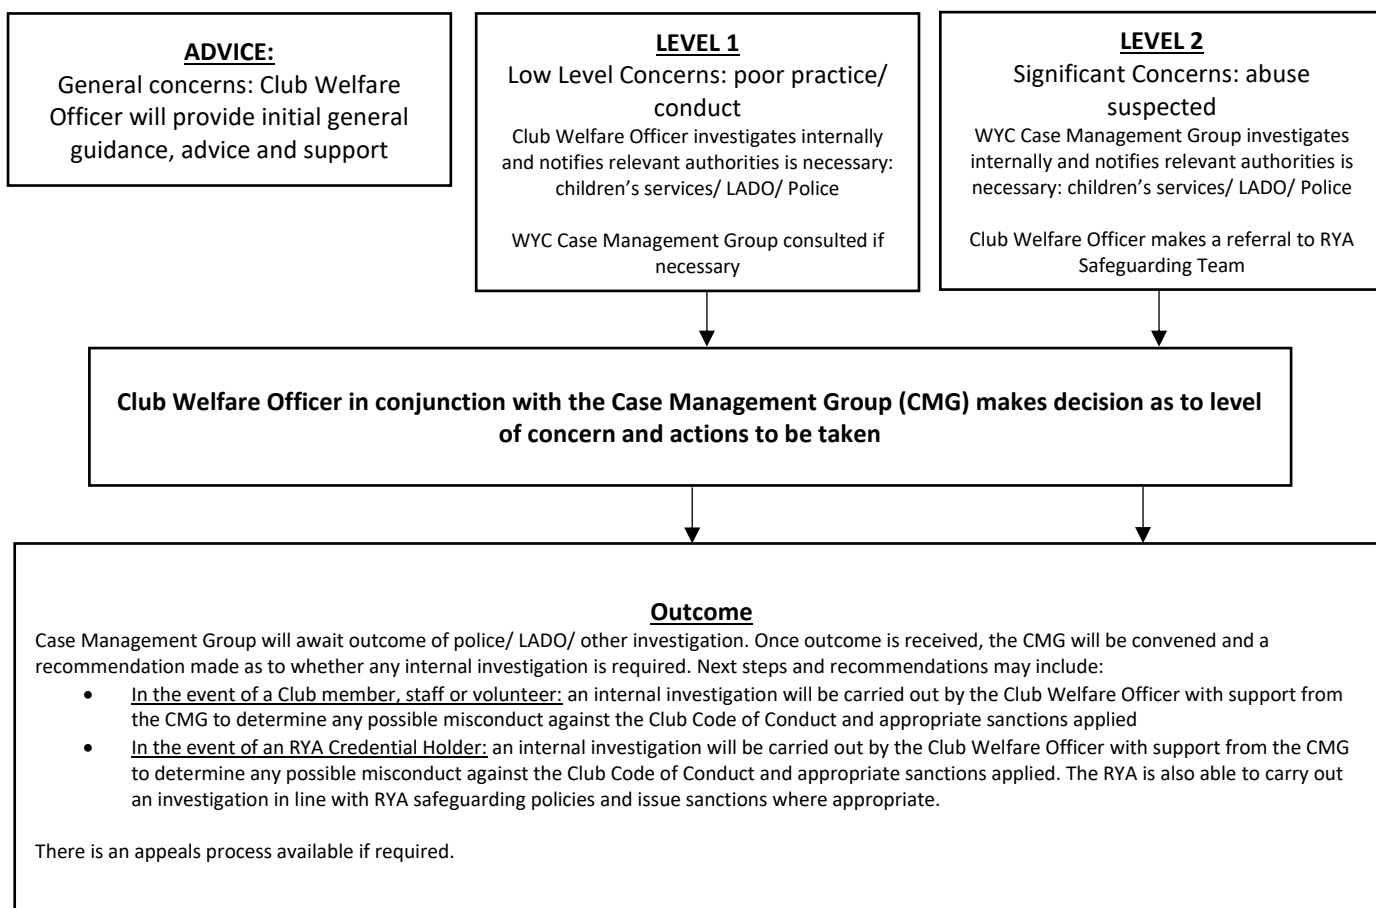 ADVICE:
General concerns: Club Welfare
Officer will provide initial general
guidance, advice and support
LEVEL 1
Low Level Concerns: poor practice/
conduct
Club Welfare Officer investigates internally
and notifies relevant authorities is necessary:
children’s services/ LADO/ Police
WYC Case Management Group consulted if
necessary
LEVEL 2
Significant Concerns: abuse
suspected
WYC Case Management Group investigates
internally and notifies relevant authorities is
necessary: children’s services/ LADO/ Police
Club Welfare Officer makes a referral to RYA
Safeguarding Team
Club Welfare Officer in conjunction with the Case Management Group (CMG) makes decision as to level
of concern and actions to be taken
Outcome
Case Management Group will await outcome of police/ LADO/ other investigation. Once outcome is received, the CMG will be convened and a
recommendation made as to whether any internal investigation is required. Next steps and recommendations may include:
• In the event of a Club member, staff or volunteer: an internal investigation will be carried out by the Club Welfare Officer with support from
the CMG to determine any possible misconduct against the Club Code of Conduct and appropriate sanctions applied
• In the event of an RYA Credential Holder: an internal investigation will be carried out by the Club Welfare Officer with support from the CMG
to determine any possible misconduct against the Club Code of Conduct and appropriate sanctions applied. The RYA is also able to carry out
an investigation in line with RYA safeguarding policies and issue sanctions where appropriate.
There is an appeals process available if required.